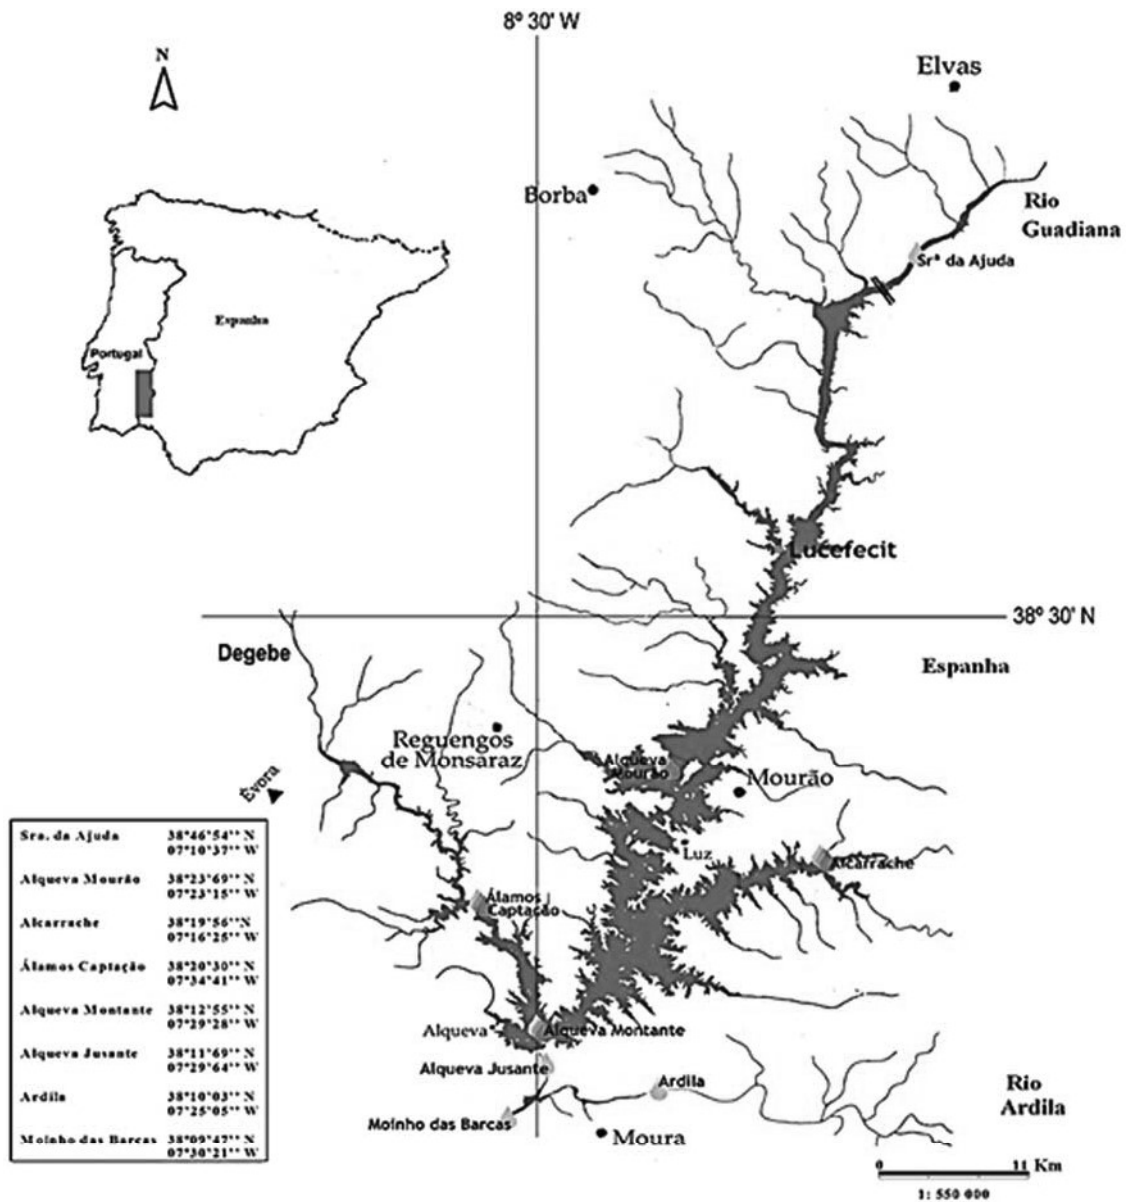 8º 30' W
N
Elvas
Borba
Rio
Guadiana
Srª da Ajuda
Espanha
Portugal
Lucefecit
38º 30' N
Degebe
Espanha
Reguengos
de Monsaraz
Alqueva
Mourão
Mourão
Évora
Luz
Alcarrache
Álamos
Captação
Alqueva
Alqueva Montante
Alqueva Jusante
Ardila
Moinho das Barcas
Moura
Rio
Ardila
Sra. da Ajuda 38°46'54'' N
07°10'37'' W
Alqueva Mourão 38°23'69'' N
07°23'15'' W
Alcarrache 38°19'56''N
07°16'25'' W
Álamos Captação 38°20'30'' N
07°34'41'' W
Alqueva Montante 38°12'55'' N
07°29'28'' W
Alqueva Jusante 38°11'69'' N
07°29'64'' W
Ardila 38°10'03'' N
07°25'05'' W
Moinho das Barcas 38°09'47'' N
07°30'21'' W
0 11 Km
1: 550 000